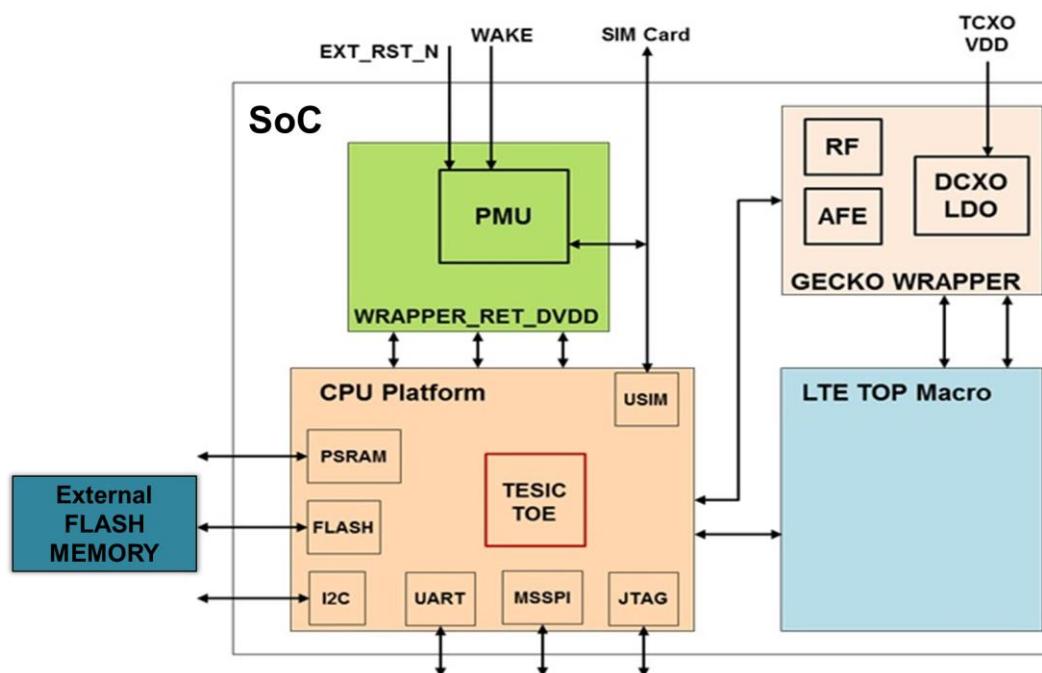 EXT_RST_N
WAKE
SIM Card
TCXO
VDD
SoC
PMU
WRAPPER_RET_DVDD
RF
AFE
DCXO
LDO
GECKO WRAPPER
CPU Platform
USIM
PSRAM
FLASH
I2C
TESIC
TOE
UART
MSSPI
JTAG
LTE TOP Macro
External
FLASH
MEMORY